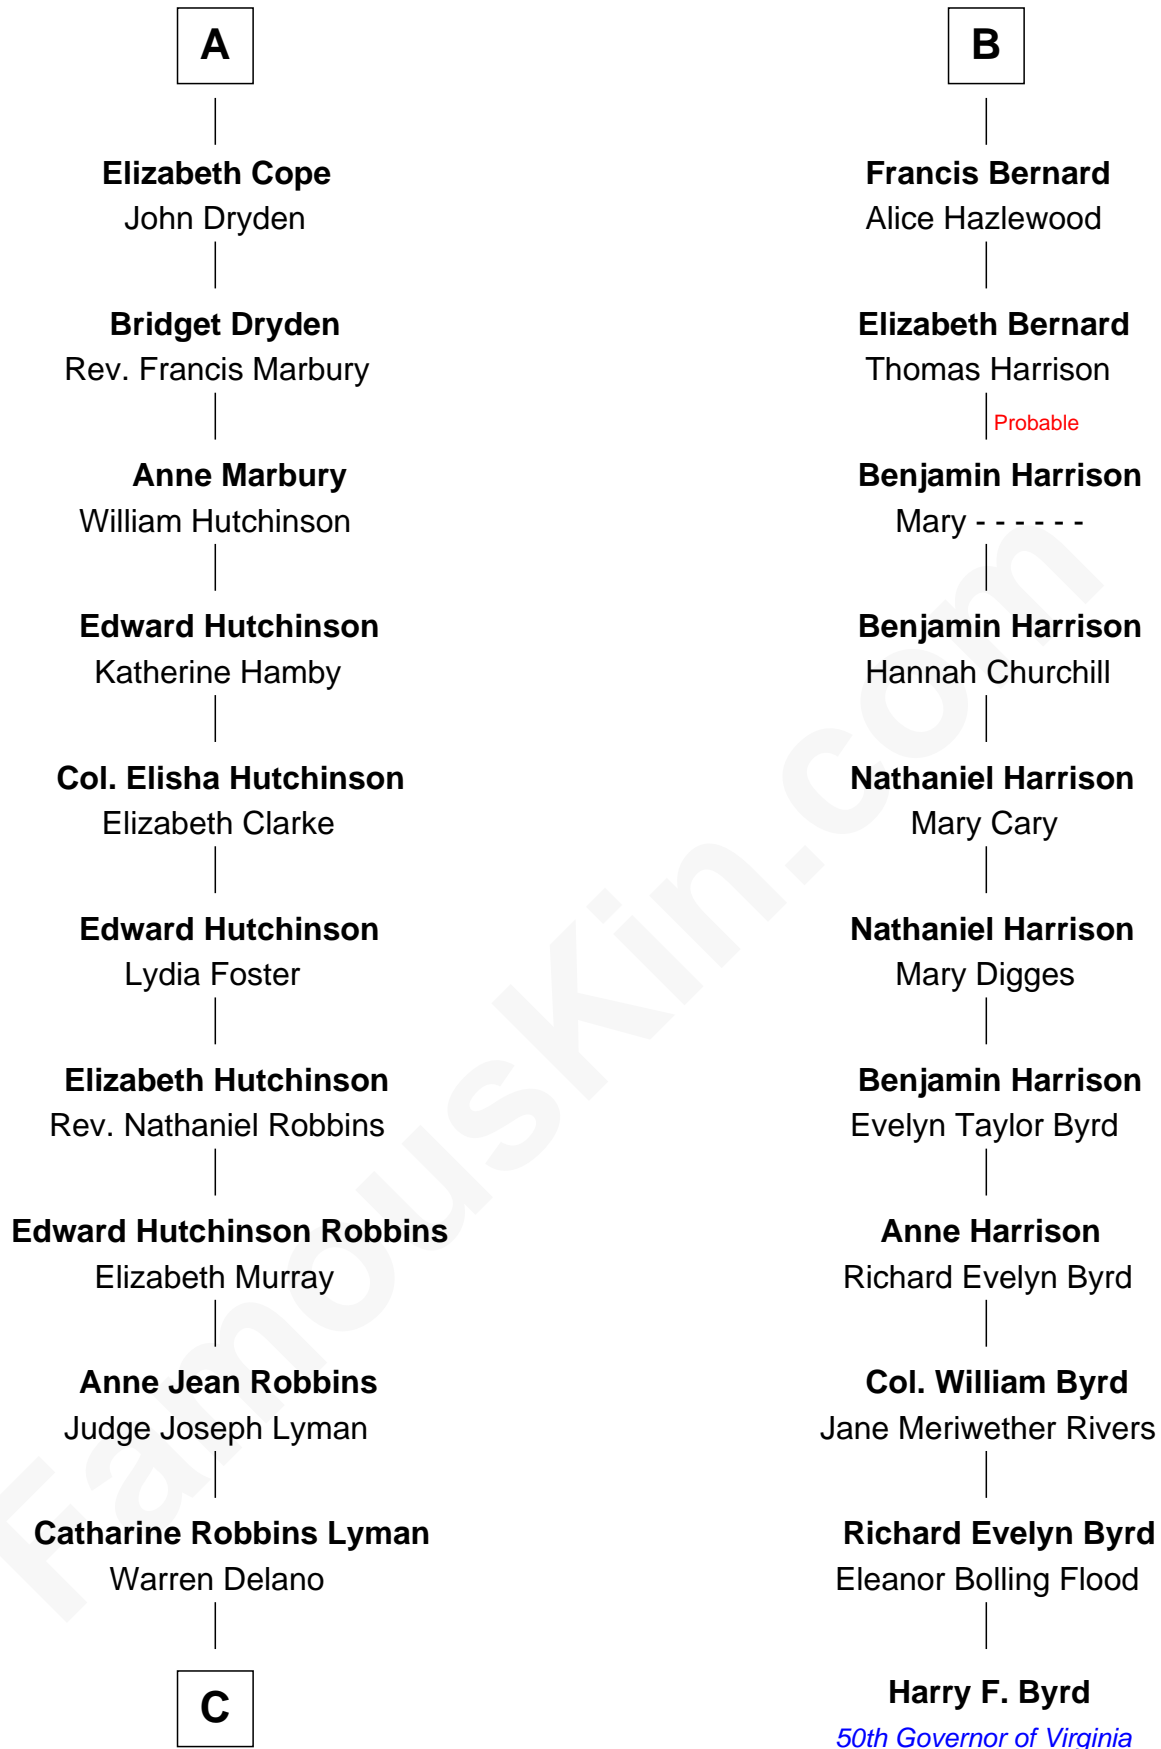 A
Elizabeth Cope
John Dryden
Bridget Dryden
Rev. Francis Marbury
Anne Marbury
William Hutchinson
Edward Hutchinson
Katherine Hamby
Col. Elisha Hutchinson
Elizabeth Clarke
Edward Hutchinson
Lydia Foster
Elizabeth Hutchinson
Rev. Nathaniel Robbins
Edward Hutchinson Robbins
Elizabeth Murray
Anne Jean Robbins
Judge Joseph Lyman
Catharine Robbins Lyman
Warren Delano
C
B
Francis Bernard
Alice Hazlewood
Elizabeth Bernard
Thomas Harrison
Probable
Benjamin Harrison
Mary - - - - - -
Benjamin Harrison
Hannah Churchill
Nathaniel Harrison
Mary Cary
Nathaniel Harrison
Mary Digges
Benjamin Harrison
Evelyn Taylor Byrd
Anne Harrison
Richard Evelyn Byrd
Col. William Byrd
Jane Meriwether Rivers
Richard Evelyn Byrd
Eleanor Bolling Flood
Harry F. Byrd
50th Governor of Virginia
FamousKin.com